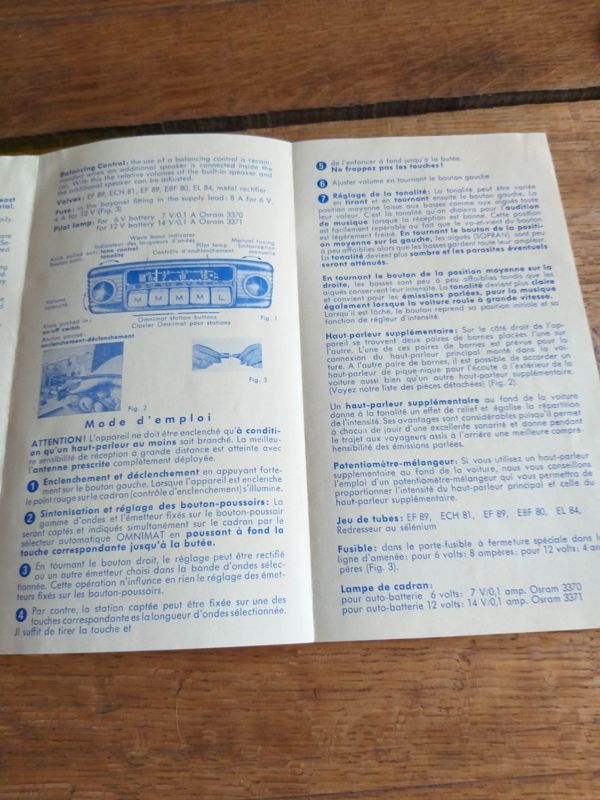 east
rial.
mily.
are
Se-
ted
ng
Balancing Control: the use of a balancing control is recom-
mended when an additional speaker is connected inside the
car. With this the relative volumes of the built-in speaker and
the additional speaker can be adjusted.
Valves: EF 89, ECH 81, EF 89, EBF 80, EL 84, metal rectifier
Fuse: in the bayonet fitting in the supply lead: 8 A for 6 V,
4 A for 12 V (Fig. 3)
Pilot lamp: for 6 V battery 7 V/0,1 A Osram 3370
for 12 V battery 14 V/0,1 A Osram 3371
Wave band indicator
Indicateur des longueurs d'ondes
Knob pulled out: tone control
Bouton sorti: tonalité
Pilot lamp
Contrôle d'enclenchement
Manual tuning
Syntonisation
manuelle
Volume
Intensité
M M M M L
Knob pushed in:
on/off switch
Bouton poussé:
enclenchement-déclenchement
Omnimat station buttons
Clavier Omnimat pour stations
Fig. 1
Fig. 2
Fig. 3
Mode d'emploi
ATTENTION! L'appareil ne doit être enclenché qu'à conditi-
on qu'un haut-parleur au moins soit branché. La meilleu-
re sensibilité de réception à grande distance est atteinte avec
l'antenne prescrite complètement déployée.
1 Enclenchement et déclenchement en appuyant forte-
ment sur le bouton gauche. Lorsque l'appareil est enclenché
le point rouge sur le cadran (contrôle d'enclenchement) s'illumine.
2 Sintonisation et réglage des bouton-poussoirs: La
gamme d'ondes et l'émetteur fixés sur le bouton-poussoir
seront captés et indiqués simultanément sur le cadran par le
sélecteur automatique OMNIMAT en poussant à fond la
touche correspondante jusqu'à la butée.
3 En tournant le bouton droit, le réglage peut être rectifié
ou un autre émetteur choisi dans la bande d'ondes sélec-
tionnée. Cette opération n'influence en rien le réglage des émet-
teurs fixés sur les bouton-poussoirs.
4 Par contre, la station captée peut être fixée sur une des
touches correspondantes à la longueur d'ondes sélectionnée.
Il suffit de tirer la touche et
5 de l'enfoncer à fond jusqu'à la butée.
Ne frappez pas les touches!
6 Ajuster volume en tournant le bouton gauche
7 Réglage de la tonalité: La tonalité peut être variée
en tirant et en tournant ensuite le bouton gauche. La
position moyenne laisse aux basses comme aux aigués toute
leur valeur. C'est la tonalité qu'on choisira pour l'audition
de musique lorsque la réception est bonne. Cette position
est facilement repérable au fait que le va-et-vient du bouton
est légèrement frainé. En tournant le bouton de la positi-
on moyenne sur la gauche, les aigués (SOPRAN), sont peu
à peu affaiblies alors que les basses gardent toute leur ampleur.
La tonalité devient plus sombre et les parasites éventuels
seront atténués.
En tournant le bouton de la position moyenne sur la
droite, les basses sont peu à peu affaiblies tandis que les
aigués conservent leur intensité. La tonalité devient plus claire
et convient pour les émissions parlées, pour la musique
également lorsque la voiture roule à grande vitesse.
Lorsqu'il est lâché, le bouton reprend sa position initiale et sa
fonction de régleur d'intensité.
Haut-parleur supplémentaire: Sur le côté droit de l'ap-
pareil se trouvent deux paires de bornes placées l'une sur
l'autre. L'une de ces paires de bornes est prévue pour la
connexion du haut-parleur principal monté dans la voi-
ture. A l'autre paire de bornes, il est possible de accorder un
haut-parleur de pique-nique pour l'écoute à l'extérieur de la
voiture aussi bien qu'un autre haut-parleur supplémentaire.
(Voyez notre liste des pièces détachées) (Fig. 2).
Un haut-parleur supplémentaire au fond de la voiture
donne à la tonalité un effet de relief et égalise la répartition
de l'intensité. Ses avantages sont considérables puisqu'il permet
à chacun de jouir d'une excellente sonorité et donne pendant
le trajet aux voyageurs assis à l'arrière une meilleure compré-
hension des émissions parlées.
Potentiomètre-mélangeur: Si vous utilisez un haut-parleur
supplémentaire au fond de la voiture, nous vous conseillons
l'emploi d'un potentiomètre-mélangeur qui vous permettra de
proportionner l'intensité du haut-parleur principal et celle du
haut-parleur supplémentaire.
Jeu de tubes: EF 89, ECH 81, EF 89, EBF 80, EL 84,
Redresseur au sélénium
Fusible: dans le porte-fusible à fermeture spéciale dans la
ligne d'amenée: pour 6 volts: 8 ampères; pour 12 volts: 4 am
pères (Fig. 3).
Lampe de cadran:
pour auto-batterie 6 volts: 7 V/0,1 amp. Osram 3370
pour auto-batterie 12 volts: 14 V/0,1 amp. Osram 3371